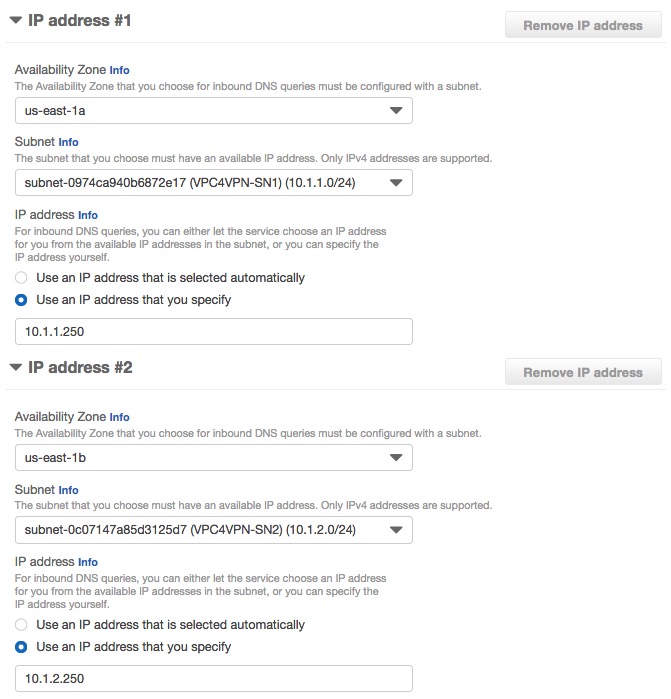 IP address #1
Remove IP address
Availability Zone Info
The Availability Zone that you choose for inbound DNS queries must be configured with a subnet.
us-east-1a
Subnet Info
The subnet that you choose must have an available IP address. Only IPv4 addresses are supported.
subnet-0974ca940b6872e17 (VPC4VPN-SN1) (10.1.1.0/24)
IP address Info
For inbound DNS queries, you can either let the service choose an IP address
for you from the available IP addresses in the subnet, or you can specify the
IP address yourself.
Use an IP address that is selected automatically
Use an IP address that you specify
10.1.1.250
IP address #2
Remove IP address
Availability Zone Info
The Availability Zone that you choose for inbound DNS queries must be configured with a subnet.
us-east-1b
Subnet Info
The subnet that you choose must have an available IP address. Only IPv4 addresses are supported.
subnet-0c07147a85d3125d7 (VPC4VPN-SN2) (10.1.2.0/24)
IP address Info
For inbound DNS queries, you can either let the service choose an IP address
for you from the available IP addresses in the subnet, or you can specify the
IP address yourself.
Use an IP address that is selected automatically
Use an IP address that you specify
10.1.2.250